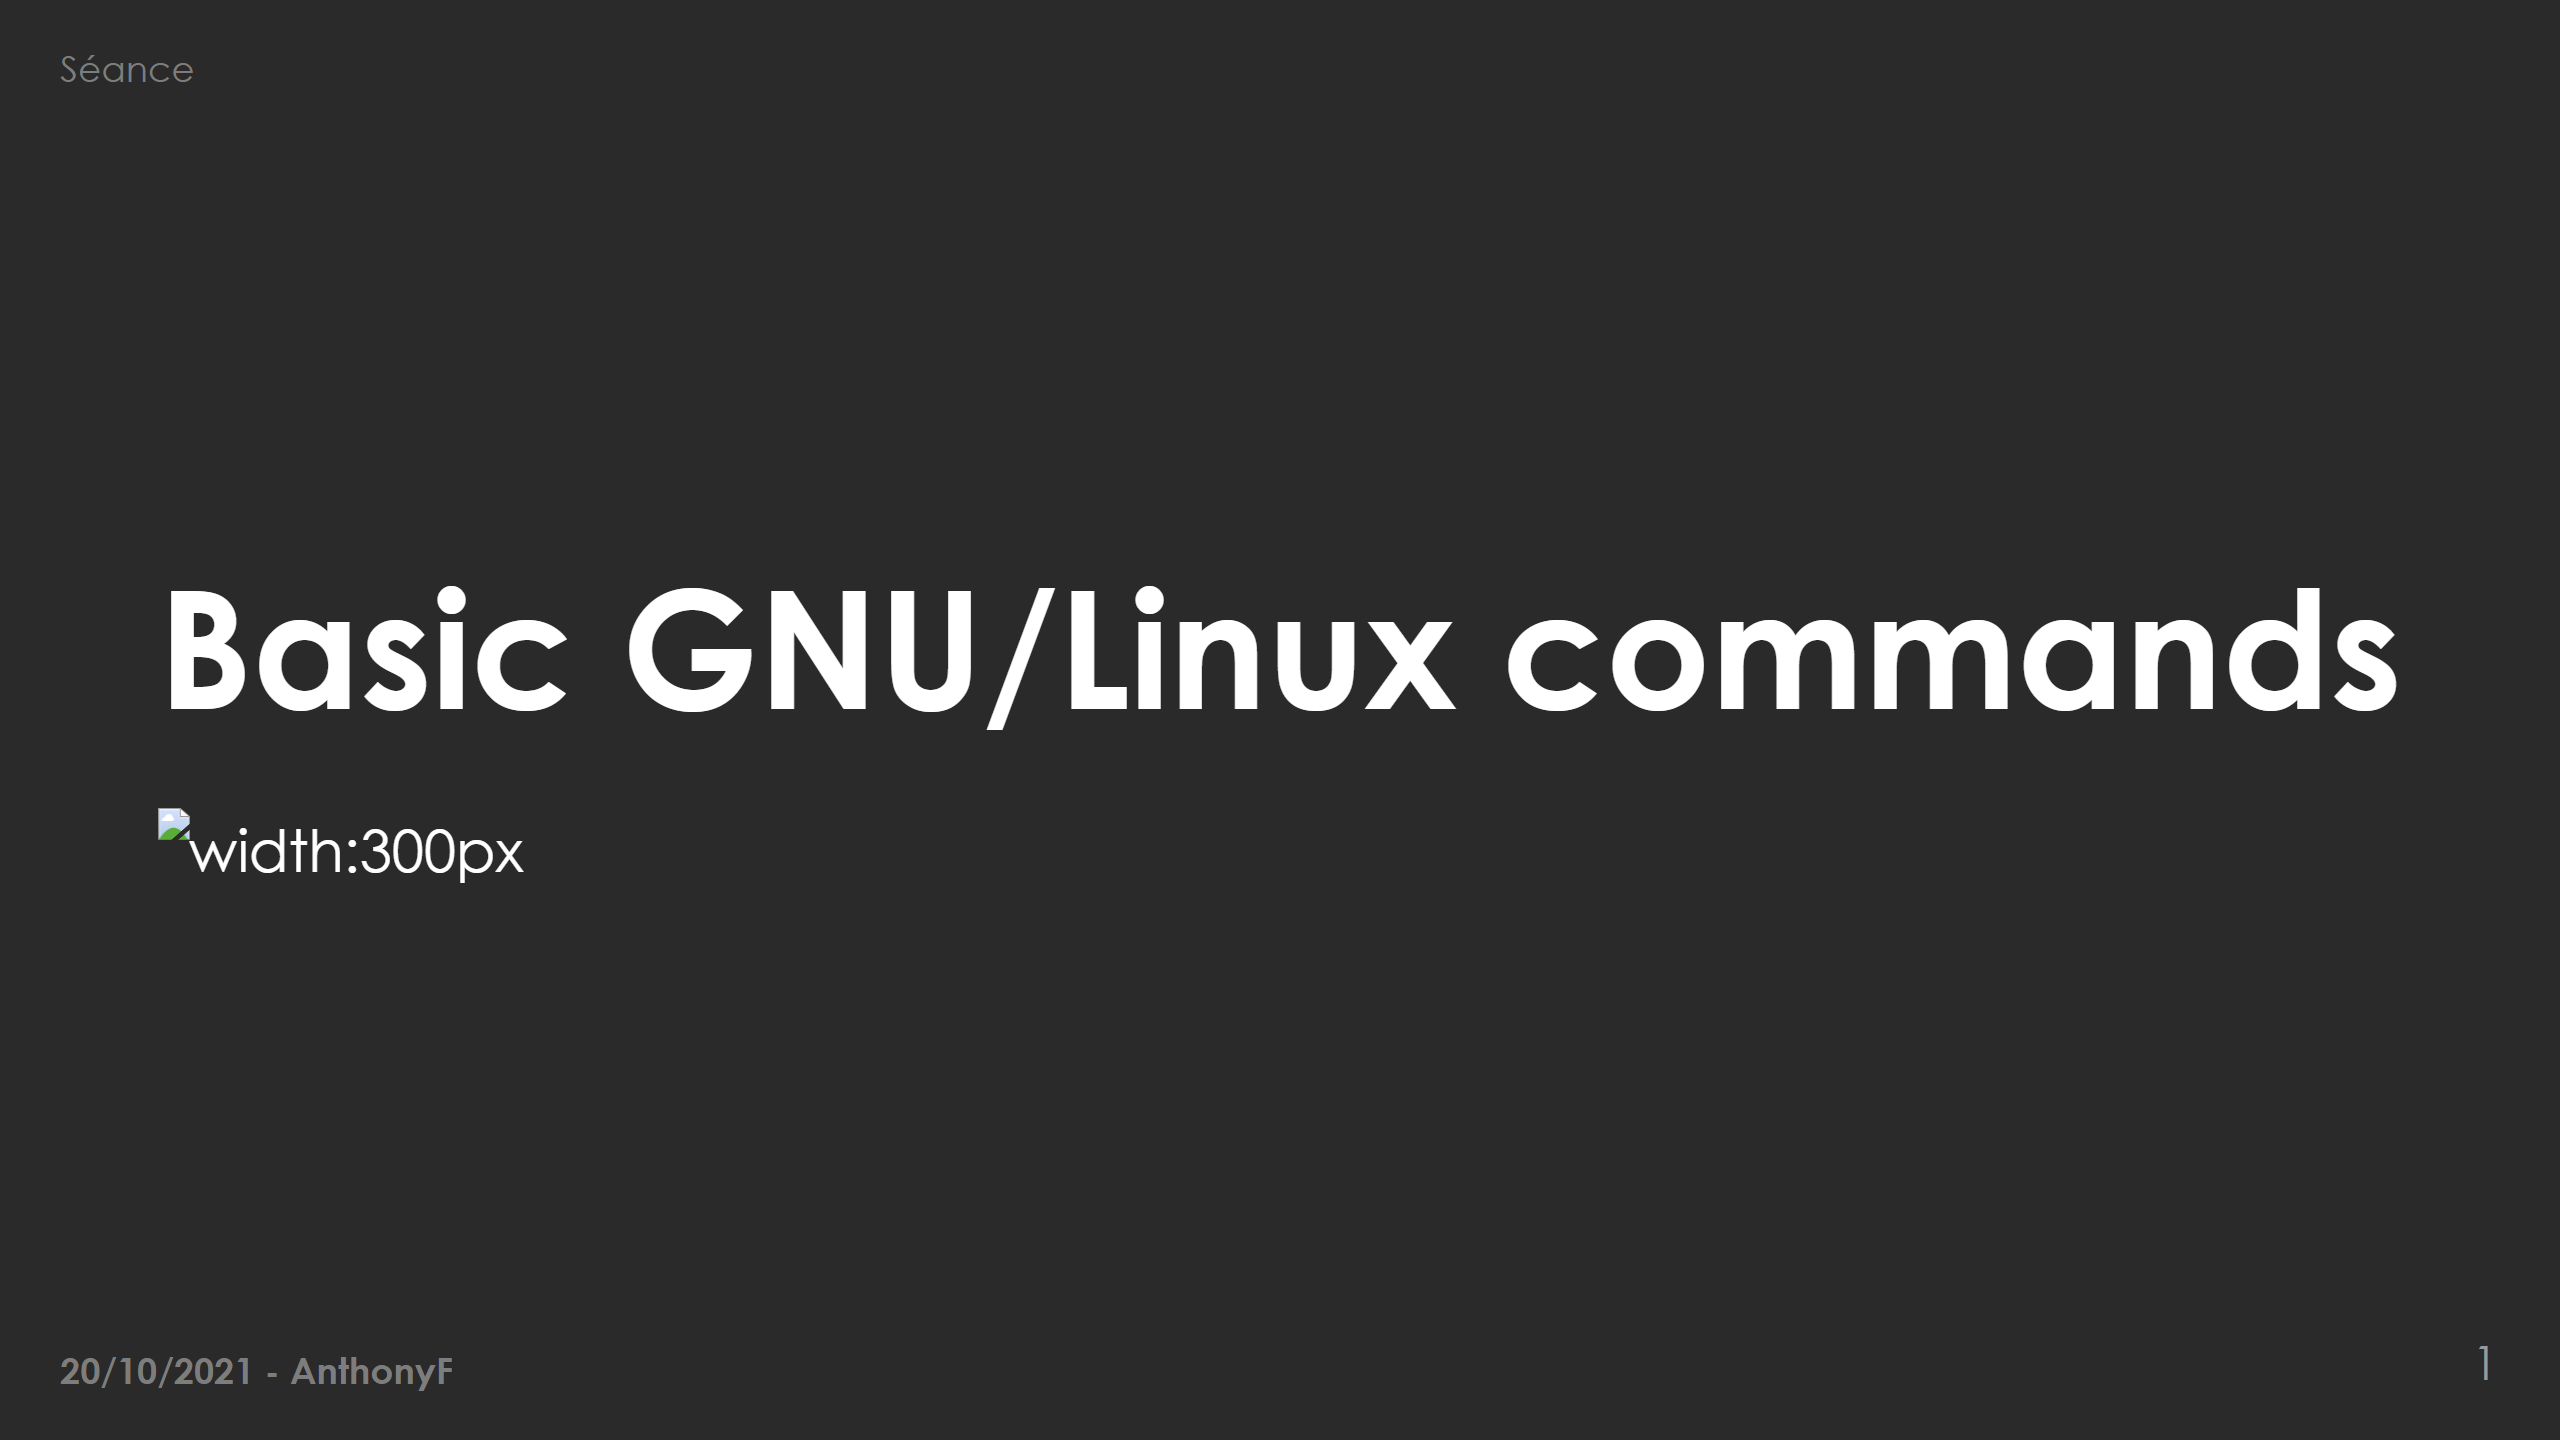 Séance
Basic GNU/Linux commands
width:300px
20/10/2021 - AnthonyF
1